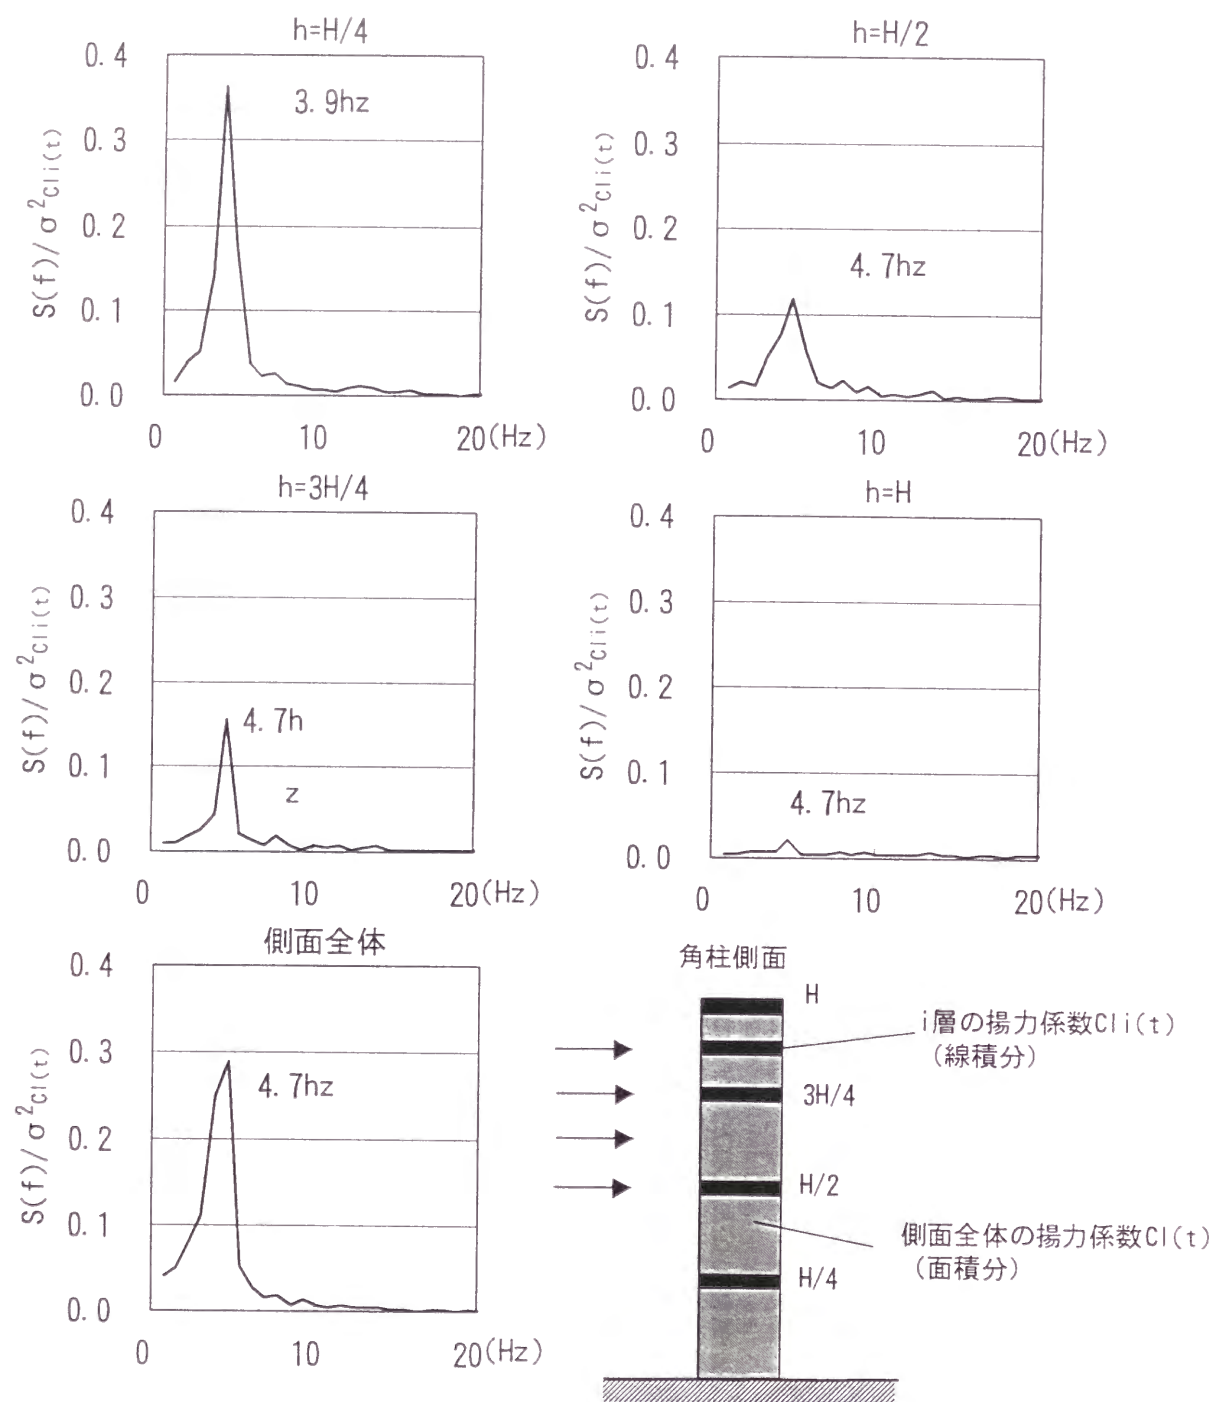 h=H/4
0.4
0.3
0.2
0.1
0.0
S(f)/σ²Cli(t)
3.9hz
0 10 20(Hz)
h=H/2
0.4
0.3
0.2
0.1
0.0
S(f)/σ²Cli(t)
4.7hz
0 10 20(Hz)
h=3H/4
0.4
0.3
0.2
0.1
0.0
S(f)/σ²Cli(t)
4.7h
z
0 10 20(Hz)
h=H
0.4
0.3
0.2
0.1
0.0
S(f)/σ²Cli(t)
4.7hz
0 10 20(Hz)
側面全体
0.4
0.3
0.2
0.1
0.0
S(f)/σ²Cl(t)
4.7hz
0 10 20(Hz)
角柱側面
H
i層の揚力係数Cli(t)
(線積分)
3H/4
H/2
側面全体の揚力係数Cl(t)
(面積分)
H/4